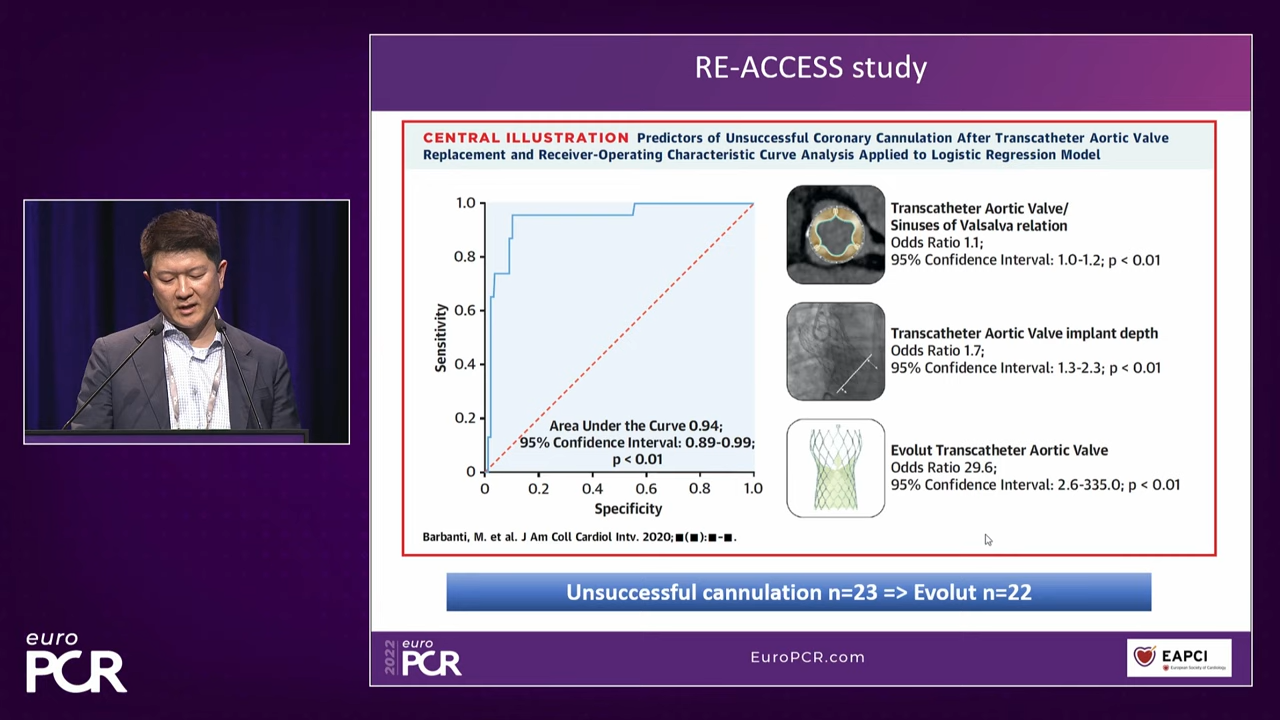 RE-ACCESS study
CENTRAL ILLUSTRATION Predictors of Unsuccessful Coronary Cannulation After Transcatheter Aortic Valve
Replacement and Receiver-Operating Characteristic Curve Analysis Applied to Logistic Regression Model
1.0
0.8
0.6
0.4
0.2
0
Sensitivity
0 0.2 0.4 0.6 0.8 1.0
Specificity
Area Under the Curve 0.94;
95% Confidence Interval: 0.89-0.99;
p < 0.01
Transcatheter Aortic Valve/
Sinuses of Valsalva relation
Odds Ratio 1.1;
95% Confidence Interval: 1.0-1.2; p < 0.01
Transcatheter Aortic Valve implant depth
Odds Ratio 1.7;
95% Confidence Interval: 1.3-2.3; p < 0.01
Evolut Transcatheter Aortic Valve
Odds Ratio 29.6;
95% Confidence Interval: 2.6-335.0; p < 0.01
Barbanti, M. et al. J Am Coll Cardiol Intv. 2020;■(■):■-■.
Unsuccessful cannulation n=23 => Evolut n=22
2022
euro
PCR
EuroPCR.com
EAPCI
European Society of Cardiology
euro
PCR